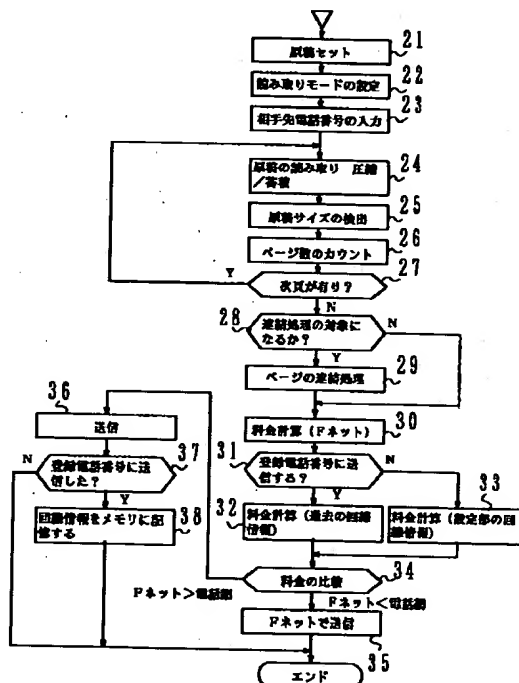 21
原稿セット
22
読み取りモードの設定
23
相手先電話番号の入力
24
原稿の読み取り 圧縮
/蓄積
25
原稿サイズの検出
26
ページ数のカウント
27
Y
次頁が有り?
N
28
連結処理の対象に
なるか?
N
Y
29
ページの連結処理
30
料金計算(Fネット)
31
登録電話番号に送
信する?
N
Y
32
料金計算(過去の回線
情報)
33
料金計算(設定部の回
線情報)
34
料金の比較
Fネット>電話網
Fネット<電話網
Fネットで送信
35
36
送信
37
N
登録電話番号に送
信した?
Y
38
回線情報をメモリに記
憶する
エンド